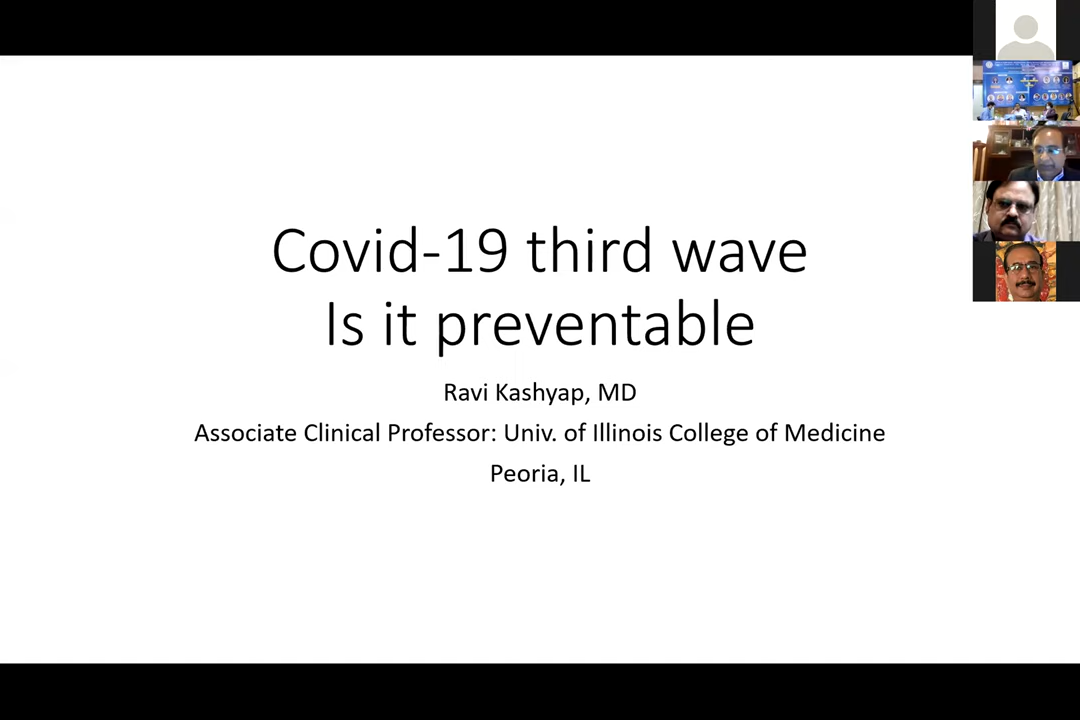 Covid-19 third wave
Is it preventable
Ravi Kashyap, MD
Associate Clinical Professor: Univ. of Illinois College of Medicine
Peoria, IL